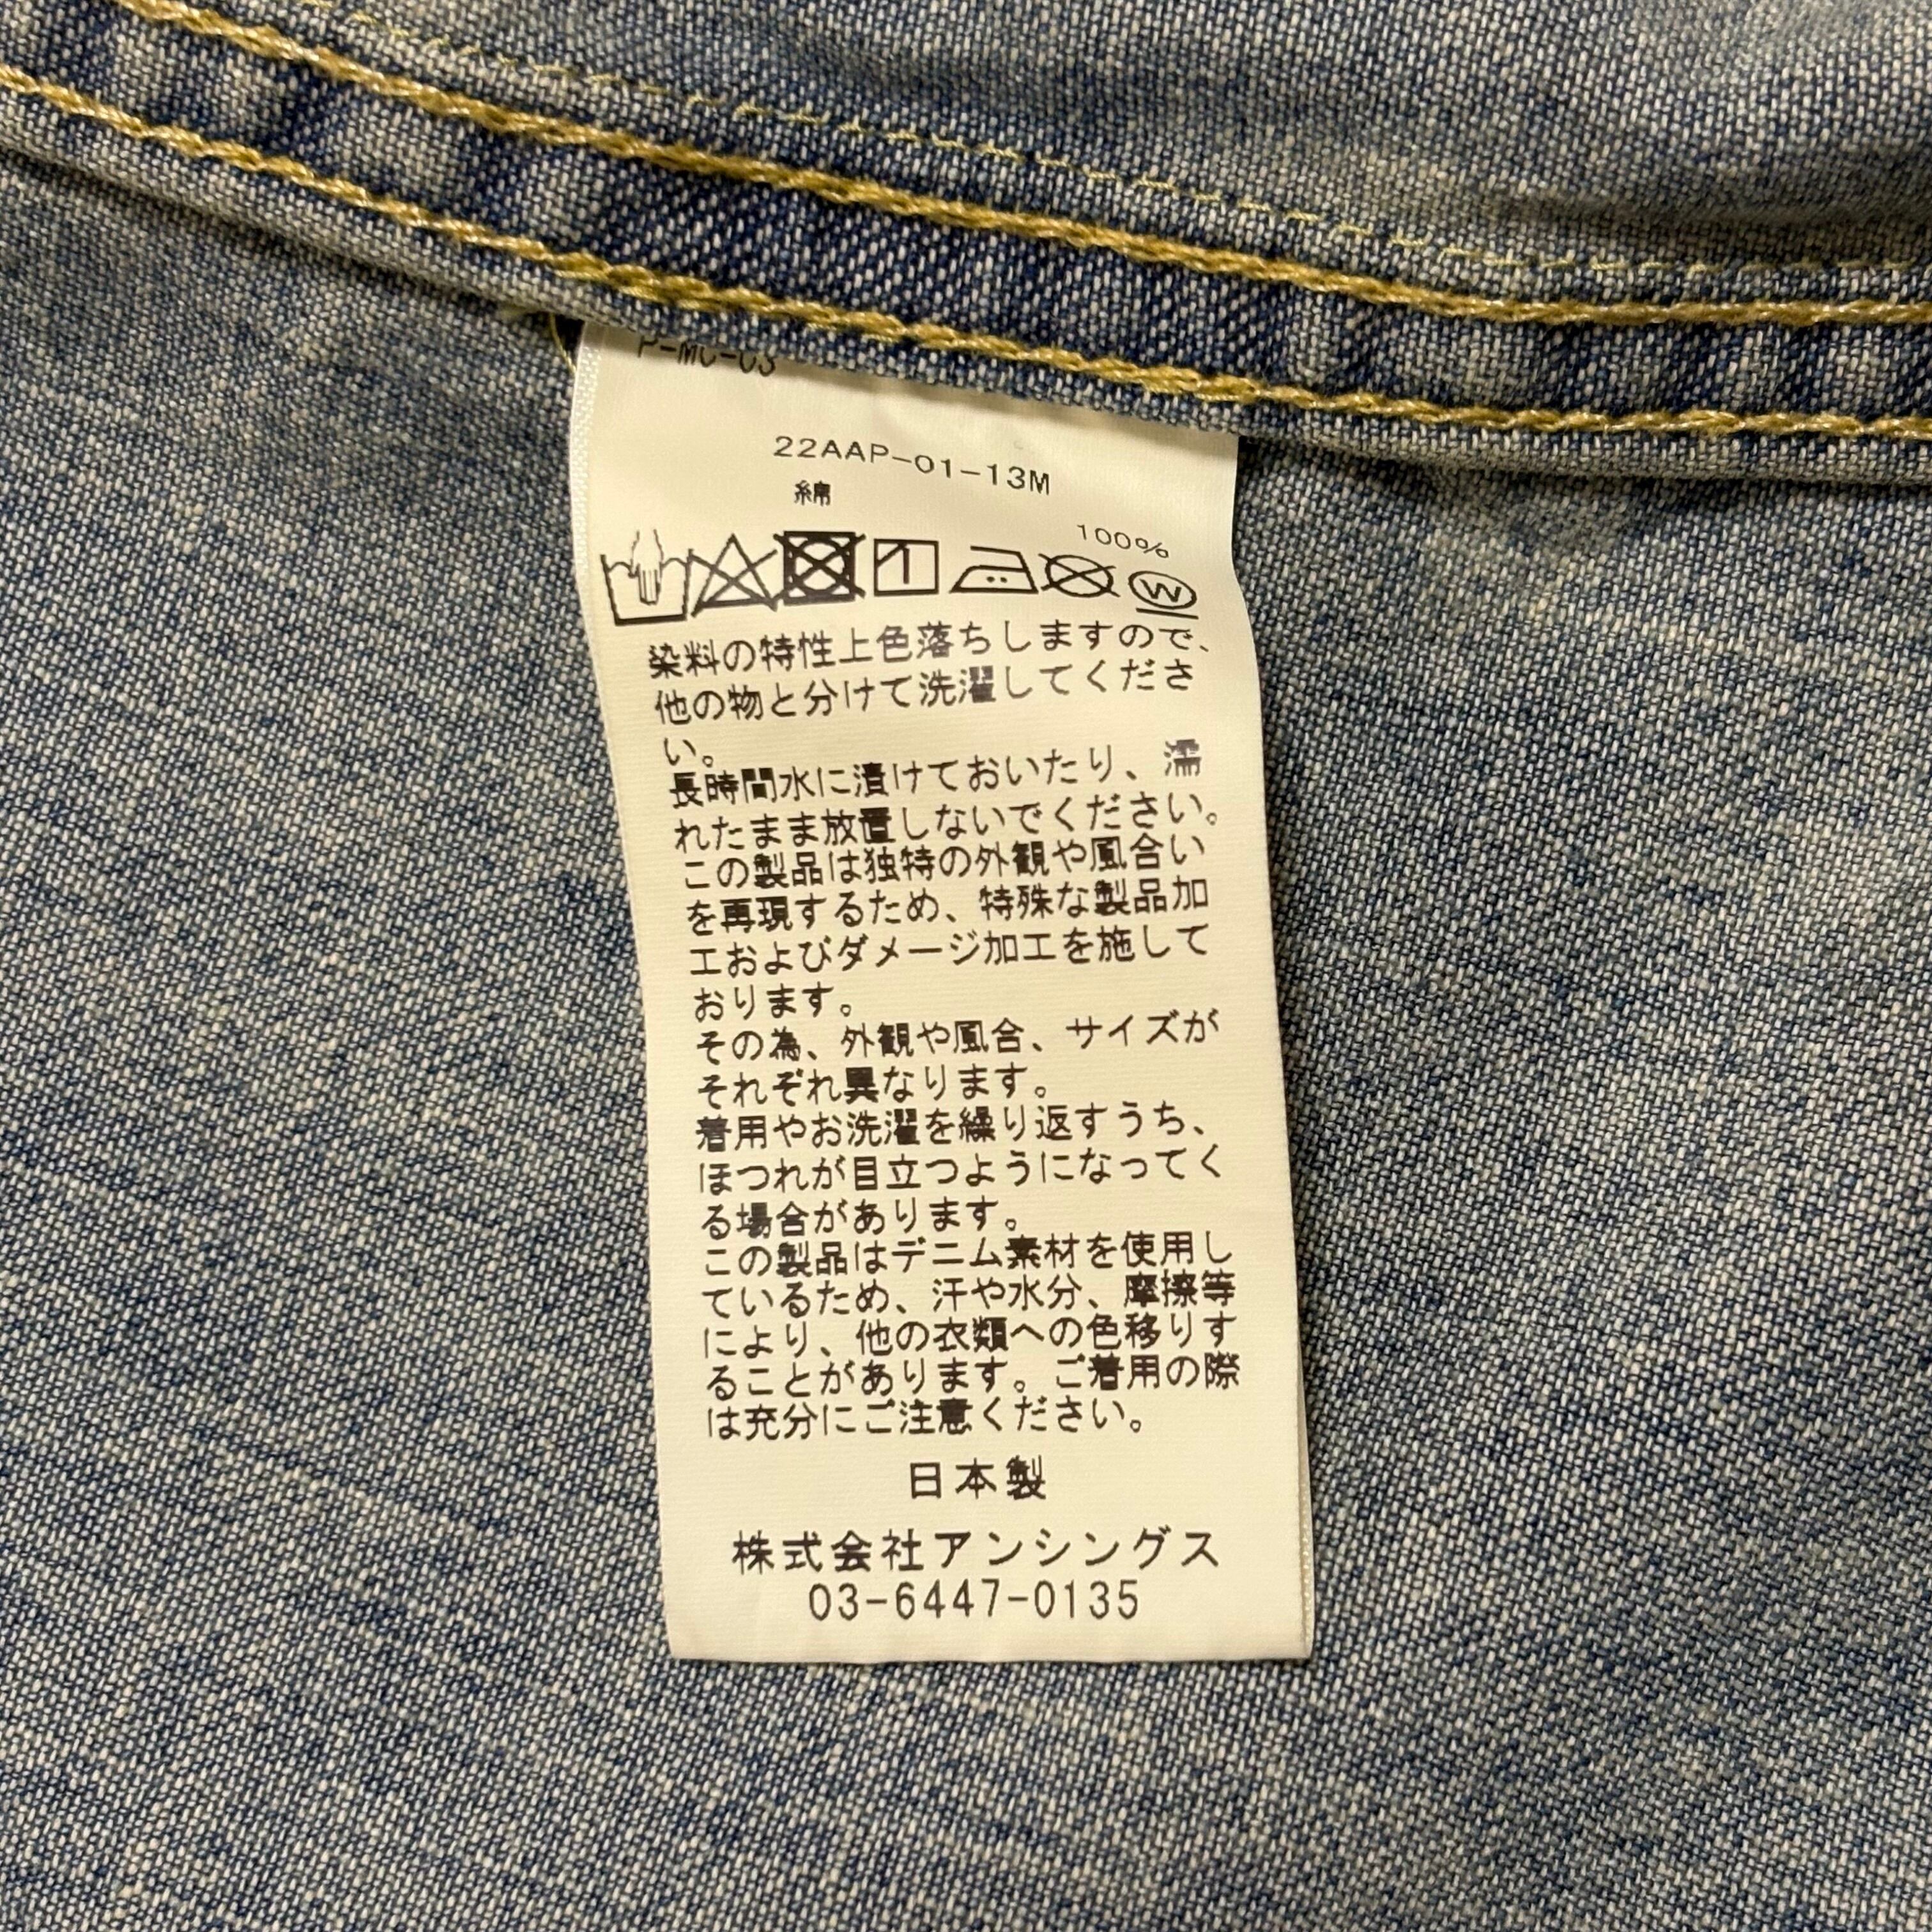 P-MC-03
22AAP-01-13M
綿
100%
染料の特性上色落ちしますので、
他の物と分けて洗濯してくださ
い。
長時間水に漬けておいたり、濡
れたまま放置しないでください。
この製品は独特の外観や風合い
を再現するため、特殊な製品加
工およびダメージ加工を施して
おります。
その為、外観や風合、サイズが
それぞれ異なります。
着用やお洗濯を繰り返すうち、
ほつれが目立つようになってく
る場合があります。
この製品はデニム素材を使用し
ているため、汗や水分、摩擦等
により、他の衣類への色移りす
ることがあります。ご着用の際
は充分にご注意ください。
日本製
株式会社アンシングス
03-6447-0135